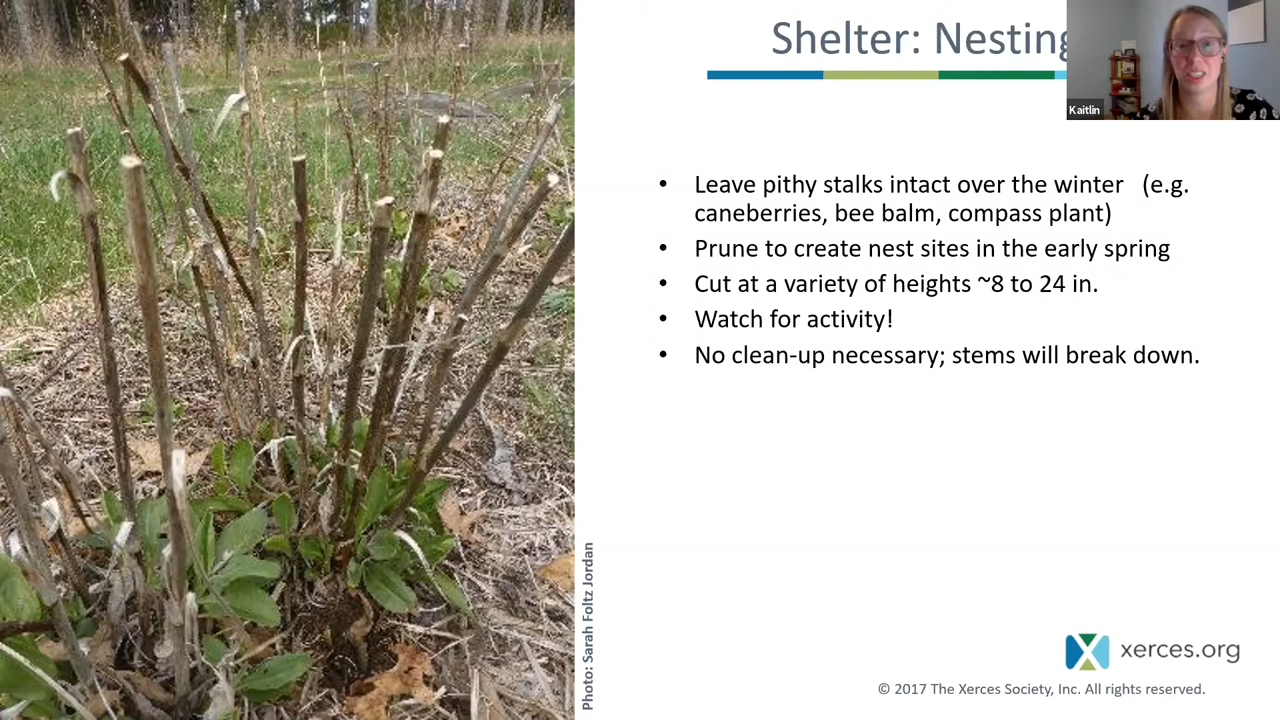 Shelter: Nesting
Kaitlin
• Leave pithy stalks intact over the winter (e.g.
caneberries, bee balm, compass plant)
• Prune to create nest sites in the early spring
• Cut at a variety of heights ~8 to 24 in.
• Watch for activity!
• No clean-up necessary; stems will break down.
Photo: Sarah Foltz Jordan
xerces.org
© 2017 The Xerces Society, Inc. All rights reserved.